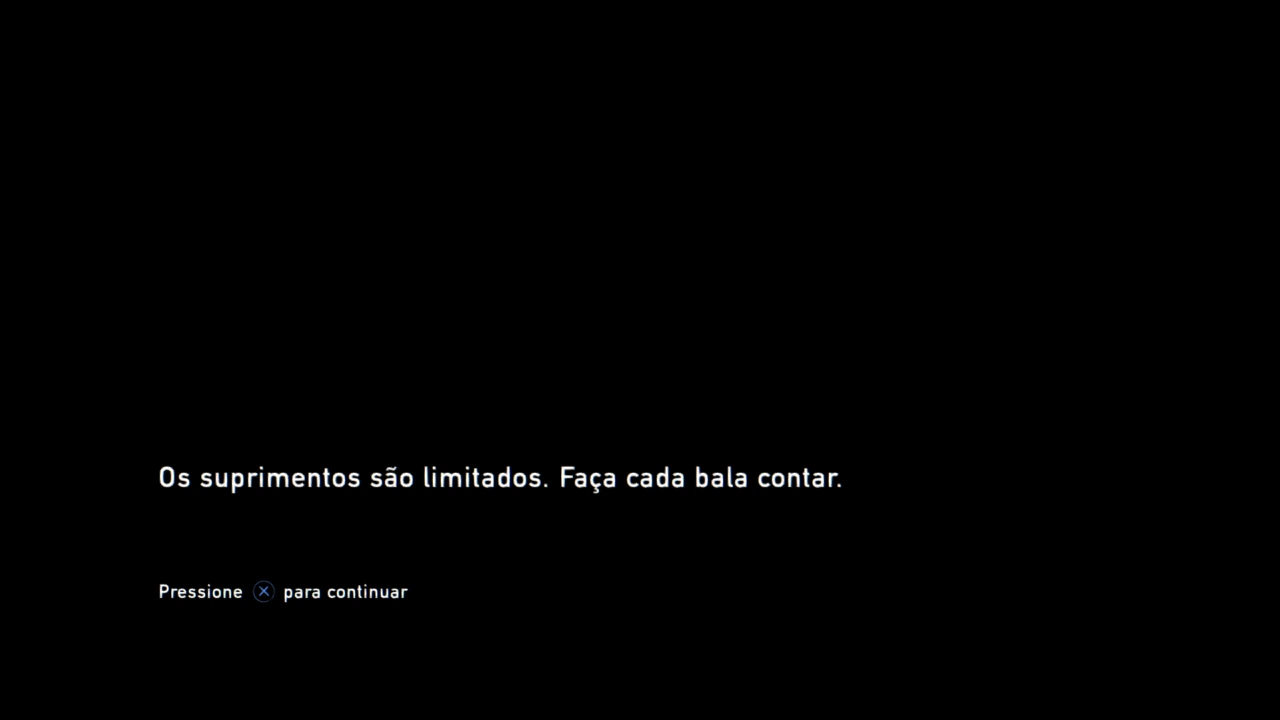 Os suprimentos são limitados. Faça cada bala contar.
Pressione ⓧ para continuar